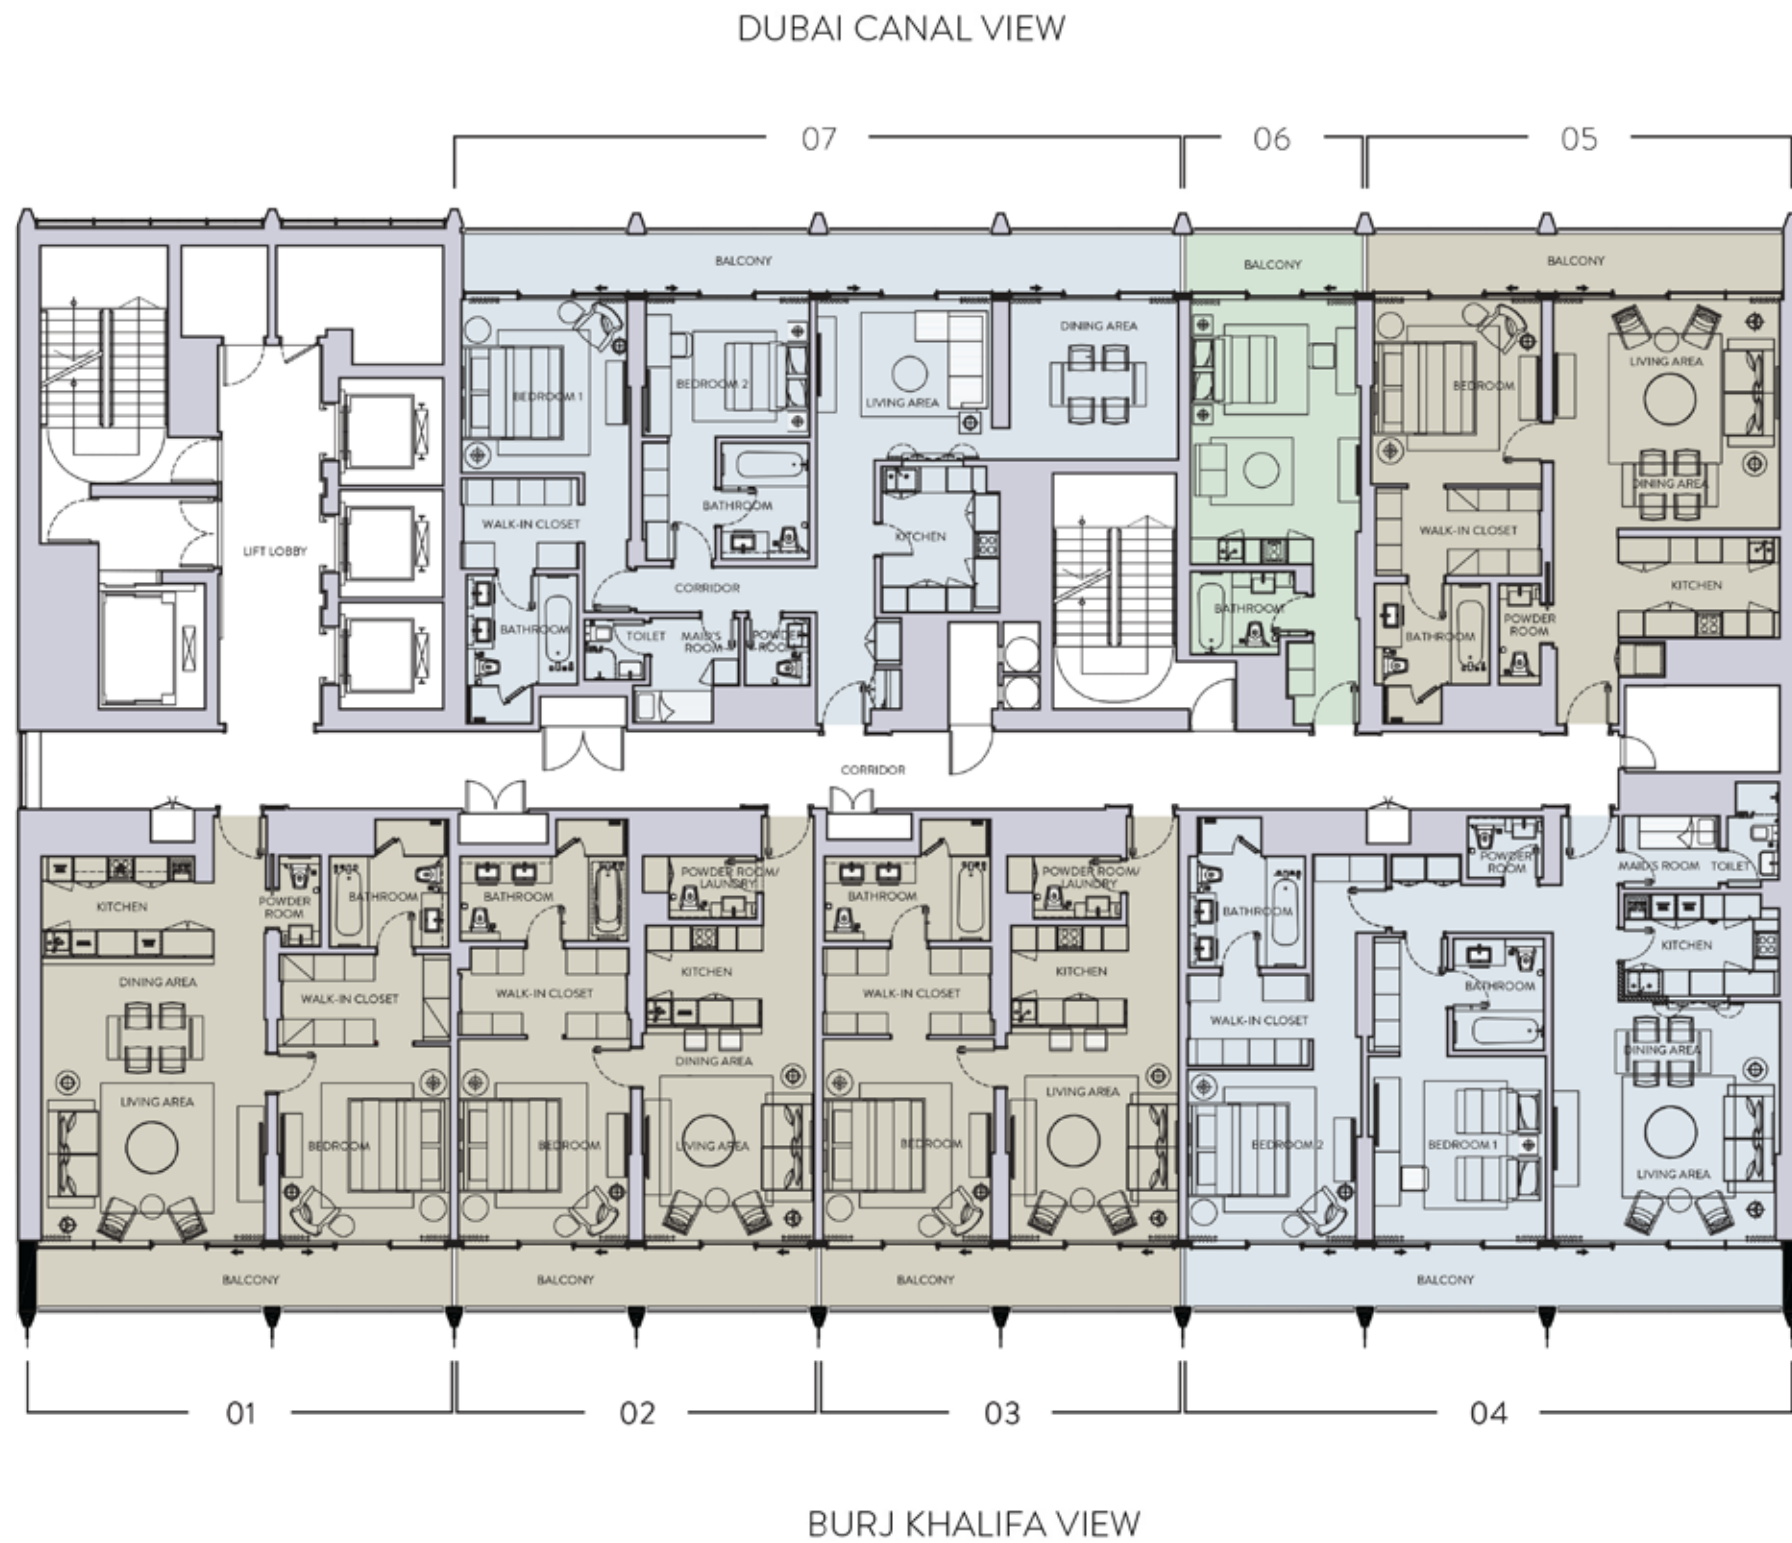 DUBAI CANAL VIEW
07
06
05
BALCONY
BALCONY
BALCONY
DINING AREA
LIVING AREA
BEDROOM 2
BEDROOM
BEDROOM 1
LIVING AREA
DINING AREA
BATHROOM
WALK-IN CLOSET
WALK-IN CLOSET
KITCHEN
LIFT LOBBY
CORRIDOR
KITCHEN
BATHROOM
POWDER
ROOM
BATHROOM
TOILET
MAID'S
ROOM
POWDER
ROOM
BATHROOM
CORRIDOR
POWDER
ROOM
MAID'S ROOM
TOILET
KITCHEN
POWDER
ROOM
BATHROOM
BATHROOM
POWDER ROOM/
LAUNDRY
BATHROOM
POWDER ROOM/
LAUNDRY
BATHROOM
KITCHEN
DINING AREA
WALK-IN CLOSET
WALK-IN CLOSET
KITCHEN
WALK-IN CLOSET
KITCHEN
WALK-IN CLOSET
BATHROOM
DINING AREA
DINING AREA
LIVING AREA
LIVING AREA
BEDROOM
BEDROOM
LIVING AREA
BEDROOM
BEDROOM 2
BEDROOM 1
LIVING AREA
BALCONY
BALCONY
BALCONY
BALCONY
01
02
03
04
BURJ KHALIFA VIEW